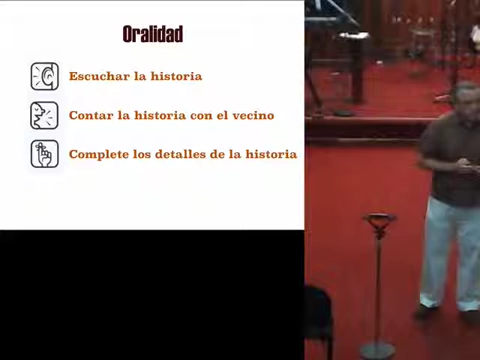 Oralidad
Escuchar la historia
Contar la historia con el vecino
Complete los detalles de la historia